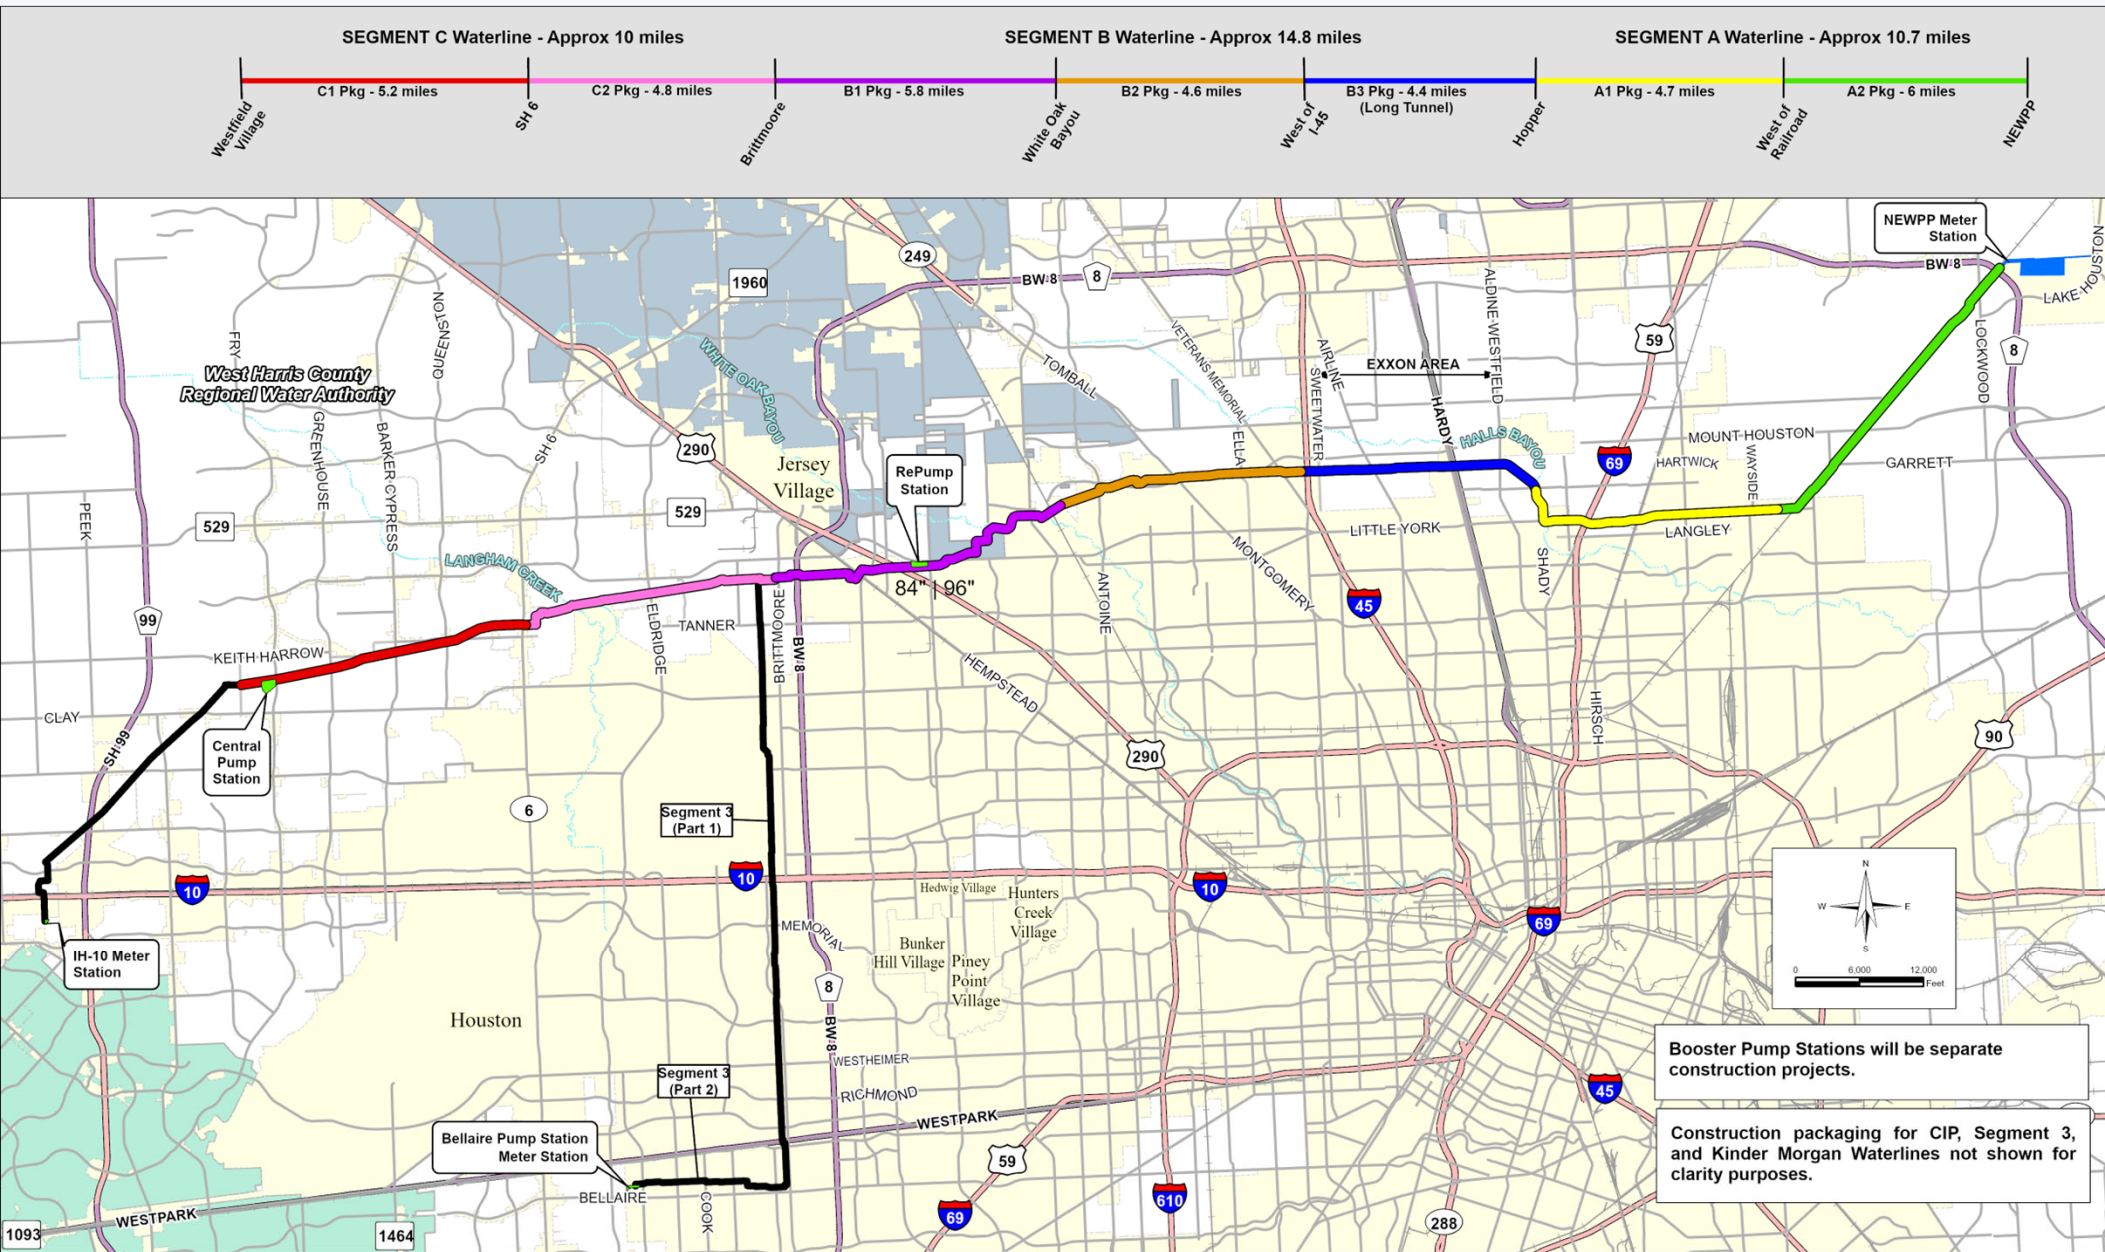 SEGMENT C Waterline - Approx 10 miles
SEGMENT B Waterline - Approx 14.8 miles
SEGMENT A Waterline - Approx 10.7 miles
C1 Pkg - 5.2 miles
C2 Pkg - 4.8 miles
B1 Pkg - 5.8 miles
B2 Pkg - 4.6 miles
B3 Pkg - 4.4 miles
(Long Tunnel)
A1 Pkg - 4.7 miles
A2 Pkg - 6 miles
Westfield
Village
SH 6
Brittmoore
White Oak
Bayou
West of
I-45
Hopper
West of
Railroad
NEWPP
NEWPP Meter
Station
249
BW 8
8
BW 8
1960
LAKE HOUSTON
QUEENSTON
FRY
WHITE OAK BAYOU
TOMBALL
VETERANS MEMORIAL
AIRLINE
SWEETWATER
EXXON AREA
ALDINE-WESTFIELD
59
LOCKWOOD
8
West Harris County
Regional Water Authority
GREENHOUSE
BARKER CYPRESS
SH 6
290
Jersey
Village
ELLA
HARDY
HALLS BAYOU
69
MOUNT HOUSTON
HARTWICK
WAYSIDE
GARRETT
RePump
Station
PEEK
529
529
LITTLE YORK
LANGLEY
LANGHAM CREEK
84" | 96"
MONTGOMERY
ANTOINE
SHADY
45
99
ELDRIDGE
TANNER
BRITTMOORE
BW 8
KEITH HARROW
HEMPSTEAD
HIRSCH
CLAY
SH 99
Central
Pump
Station
290
90
6
Segment 3
(Part 1)
10
10
10
Hedwig Village
Hunters
Creek
Village
69
MEMORIAL
Bunker
Hill Village
Piney
Point
Village
IH-10 Meter
Station
8
Houston
BW 8
WESTHEIMER
RICHMOND
Segment 3
(Part 2)
WESTPARK
Bellaire Pump Station
Meter Station
59
45
BELLAIRE
COOK
WESTPARK
1093
1464
69
610
288
N
W
E
S
0
6,000
12,000
Feet
Booster Pump Stations will be separate
construction projects.
Construction packaging for CIP, Segment 3,
and Kinder Morgan Waterlines not shown for
clarity purposes.